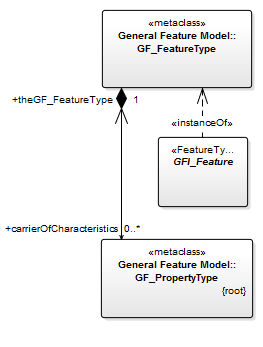 «metaclass»
General Feature Model::
GF_FeatureType
+theGF_FeatureType 1
«instanceOf»
«FeatureTy...
GFI_Feature
+carrierOfCharacteristics 0..*
«metaclass»
General Feature Model::
GF_PropertyType
{root}